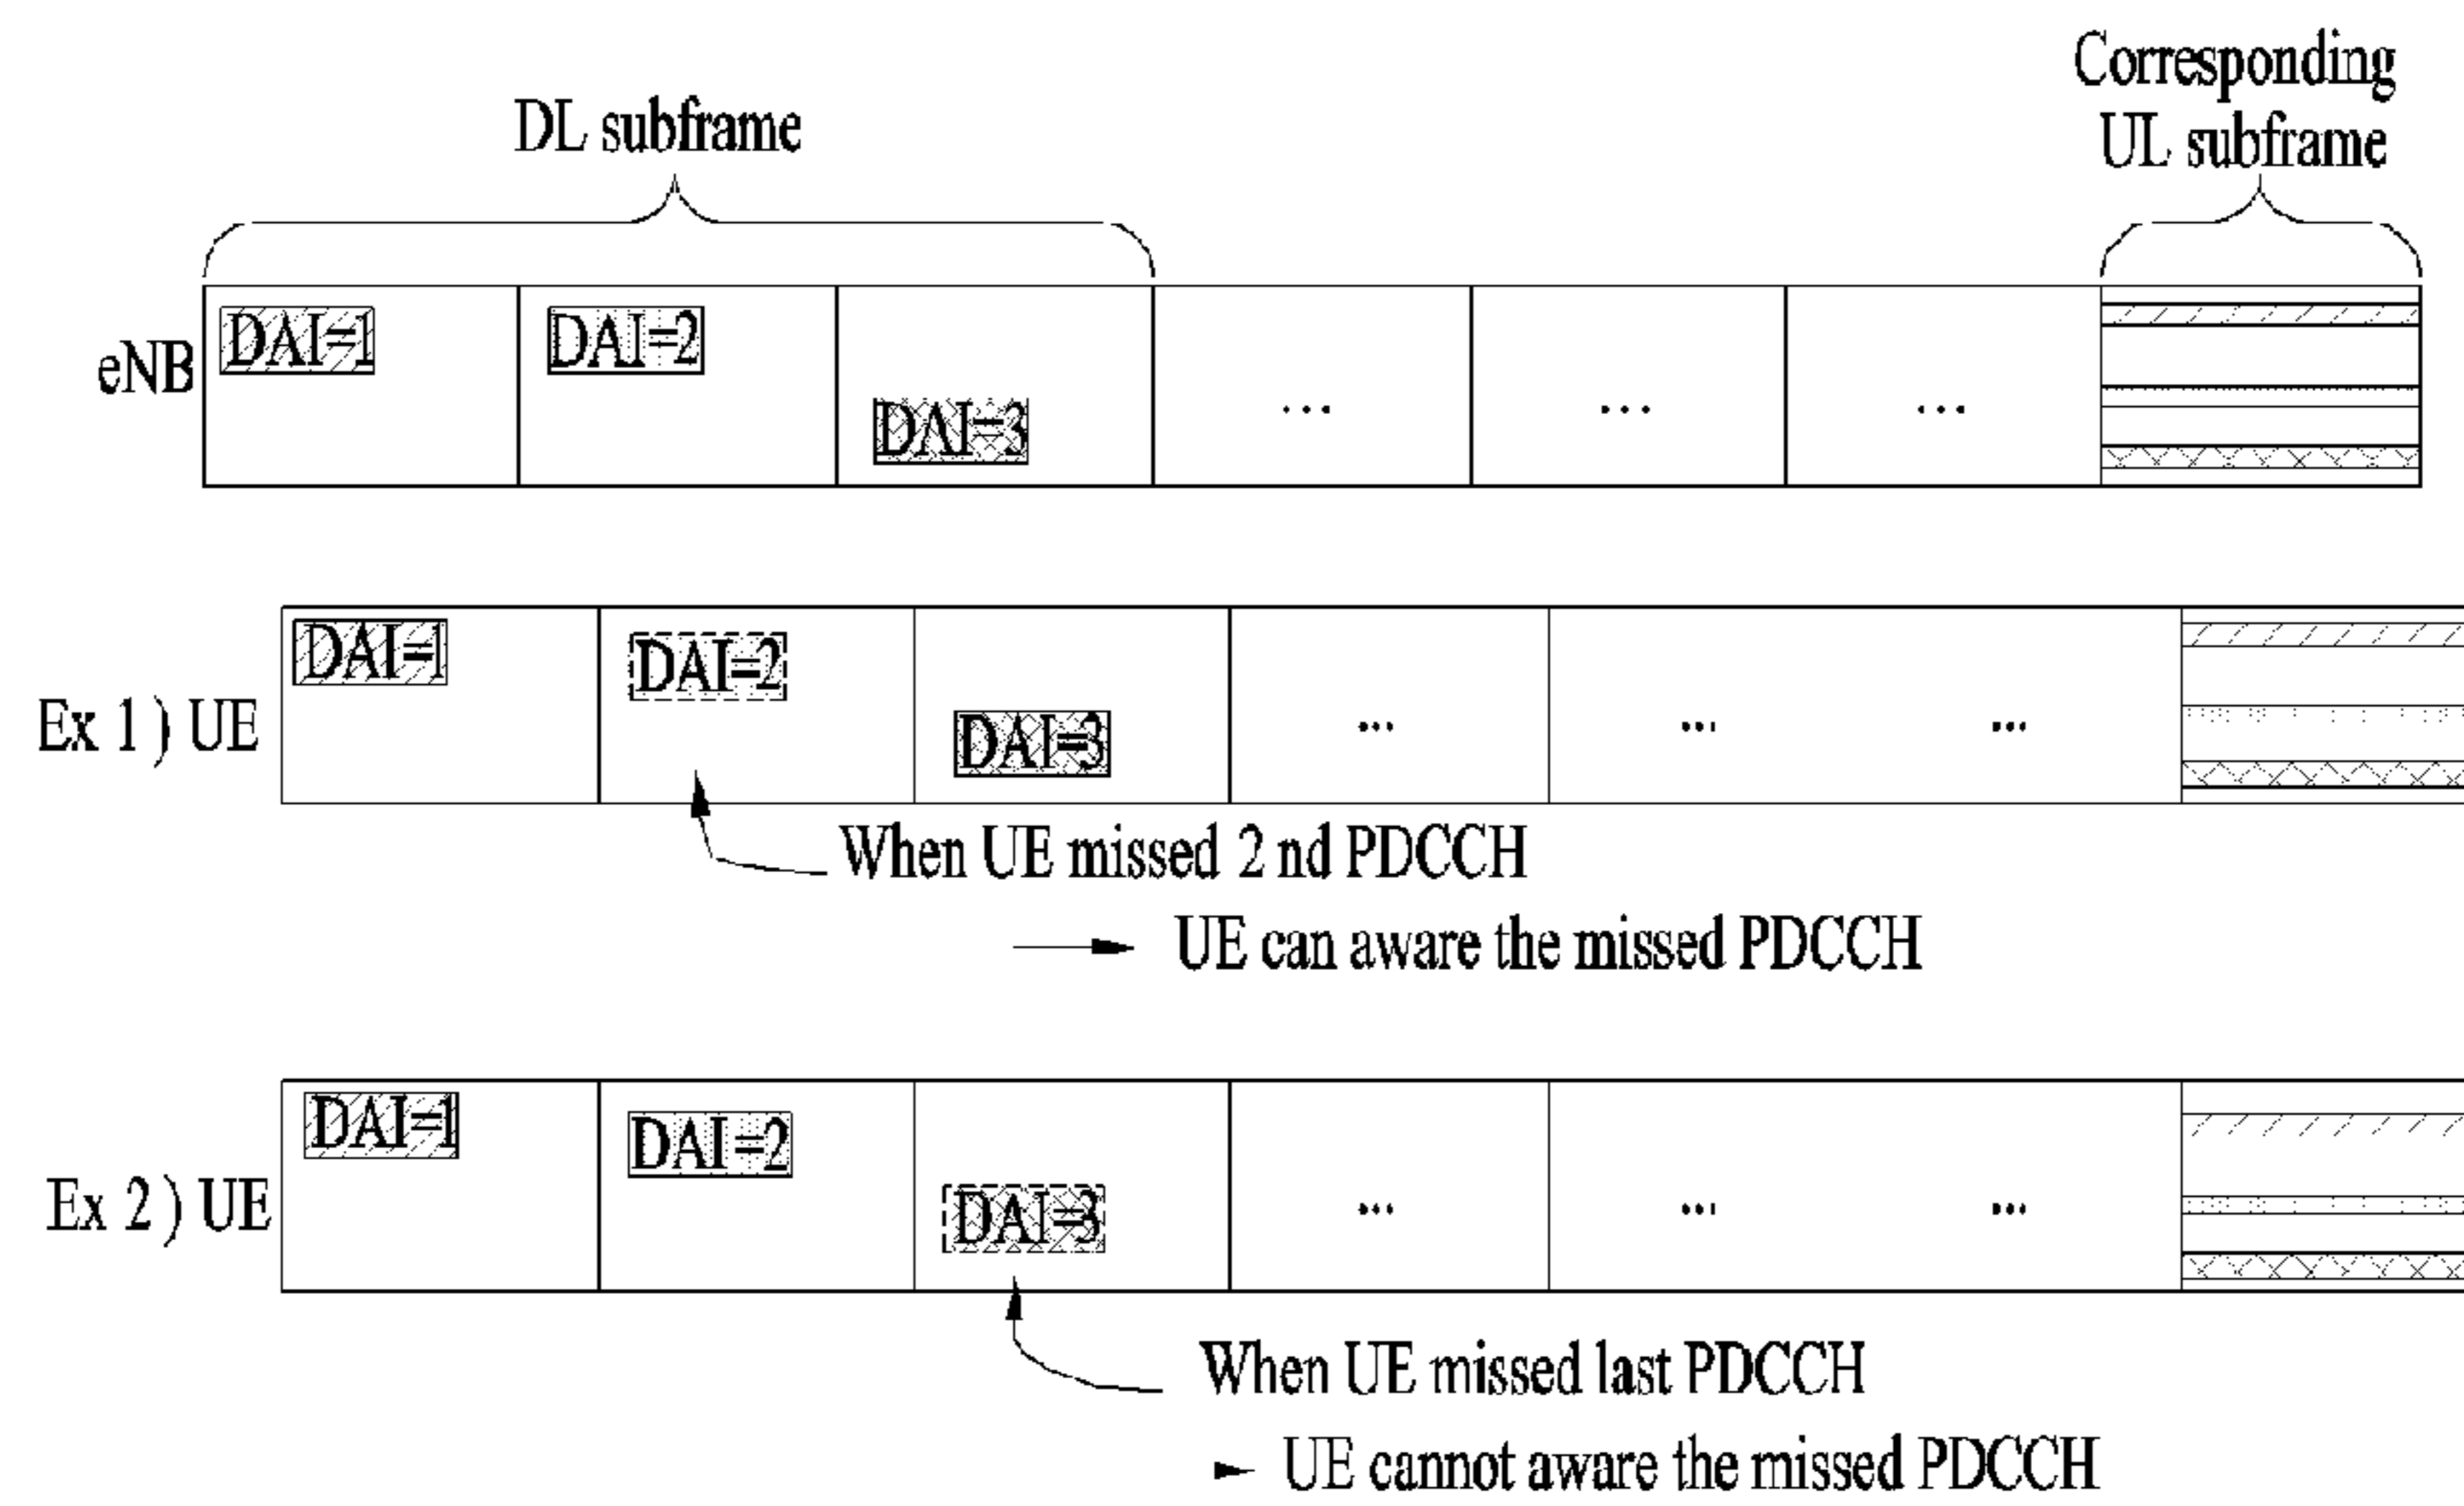 Corresponding
UL subframe
DL subframe
eNB
DAI=1
DAI=2
DAI=3
...
...
...
Ex 1 ) UE
DAI=1
DAI=2
DAI=3
...
...
...
When UE missed 2 nd PDCCH
UE can aware the missed PDCCH
Ex 2 ) UE
DAI=1
DAI=2
DAI=3
...
...
...
When UE missed last PDCCH
UE cannot aware the missed PDCCH